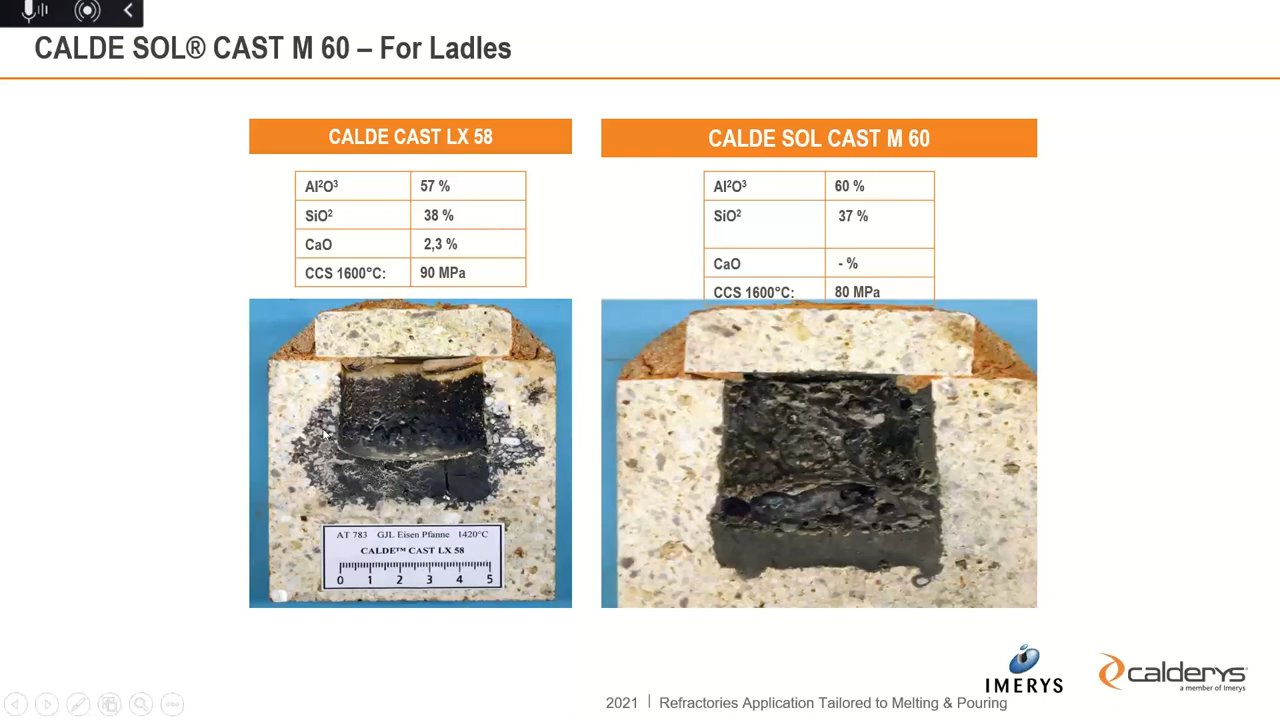 CALDE SOL® CAST M 60 – For Ladles
CALDE CAST LX 58
Al²O³ 57 %
SiO² 38 %
CaO 2,3 %
CCS 1600°C: 90 MPa
AT 783 GJL Eisen Pfanne 1420°C
CALDE™ CAST LX 58
0 1 2 3 4 5
CALDE SOL CAST M 60
Al²O³ 60 %
SiO² 37 %
CaO - %
CCS 1600°C: 80 MPa
IMERYS
calderys
a member of Imerys
2021 | Refractories Application Tailored to Melting & Pouring